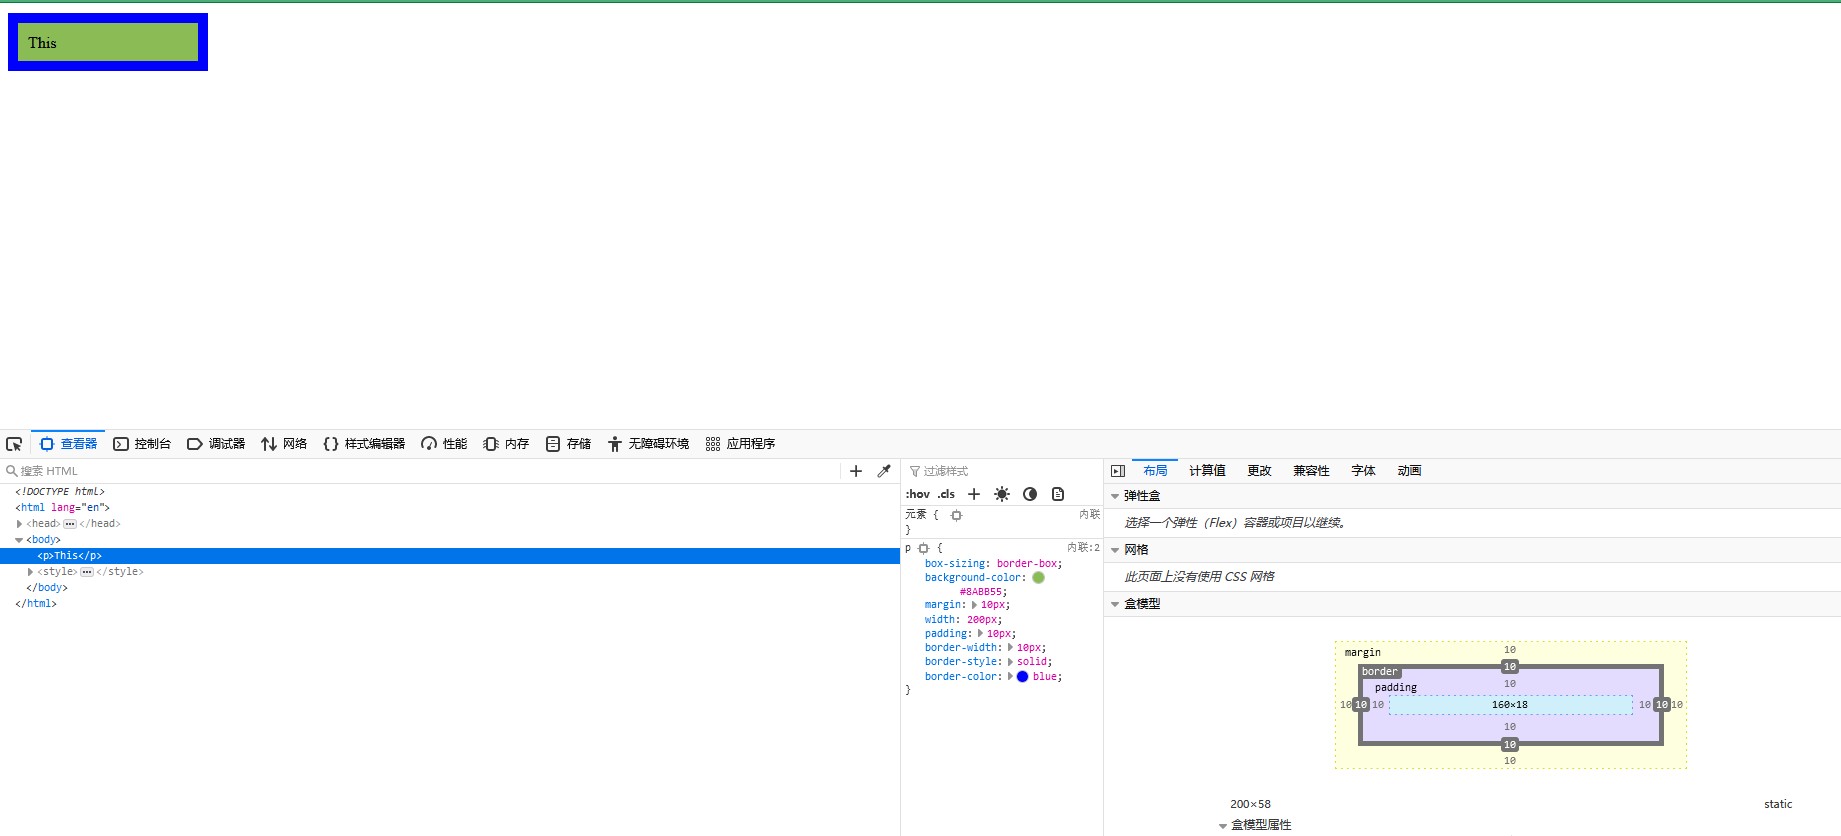 This
查看器 控制台 调试器 网络 样式编辑器 性能 内存 存储 无障碍环境 应用程序
搜索 HTML
<!DOCTYPE html>
<html lang="en">
<head> ••• </head>
<body>
<p>This</p>
<style> ••• </style>
</body>
</html>
过滤样式
:hov .cls
元素 { 内联
}
p { 内联:2
box-sizing: border-box;
background-color:
#8ABB55;
margin: 10px;
width: 200px;
padding: 10px;
border-width: 10px;
border-style: solid;
border-color: blue;
}
布局 计算值 更改 兼容性 字体 动画
弹性盒
选择一个弹性（Flex）容器或项目以继续。
网格
此页面上没有使用 CSS 网格
盒模型
margin 10
border 10
padding 10
10 10 10 160×18 10 10 10
10
10
10
200×58 static
盒模型属性